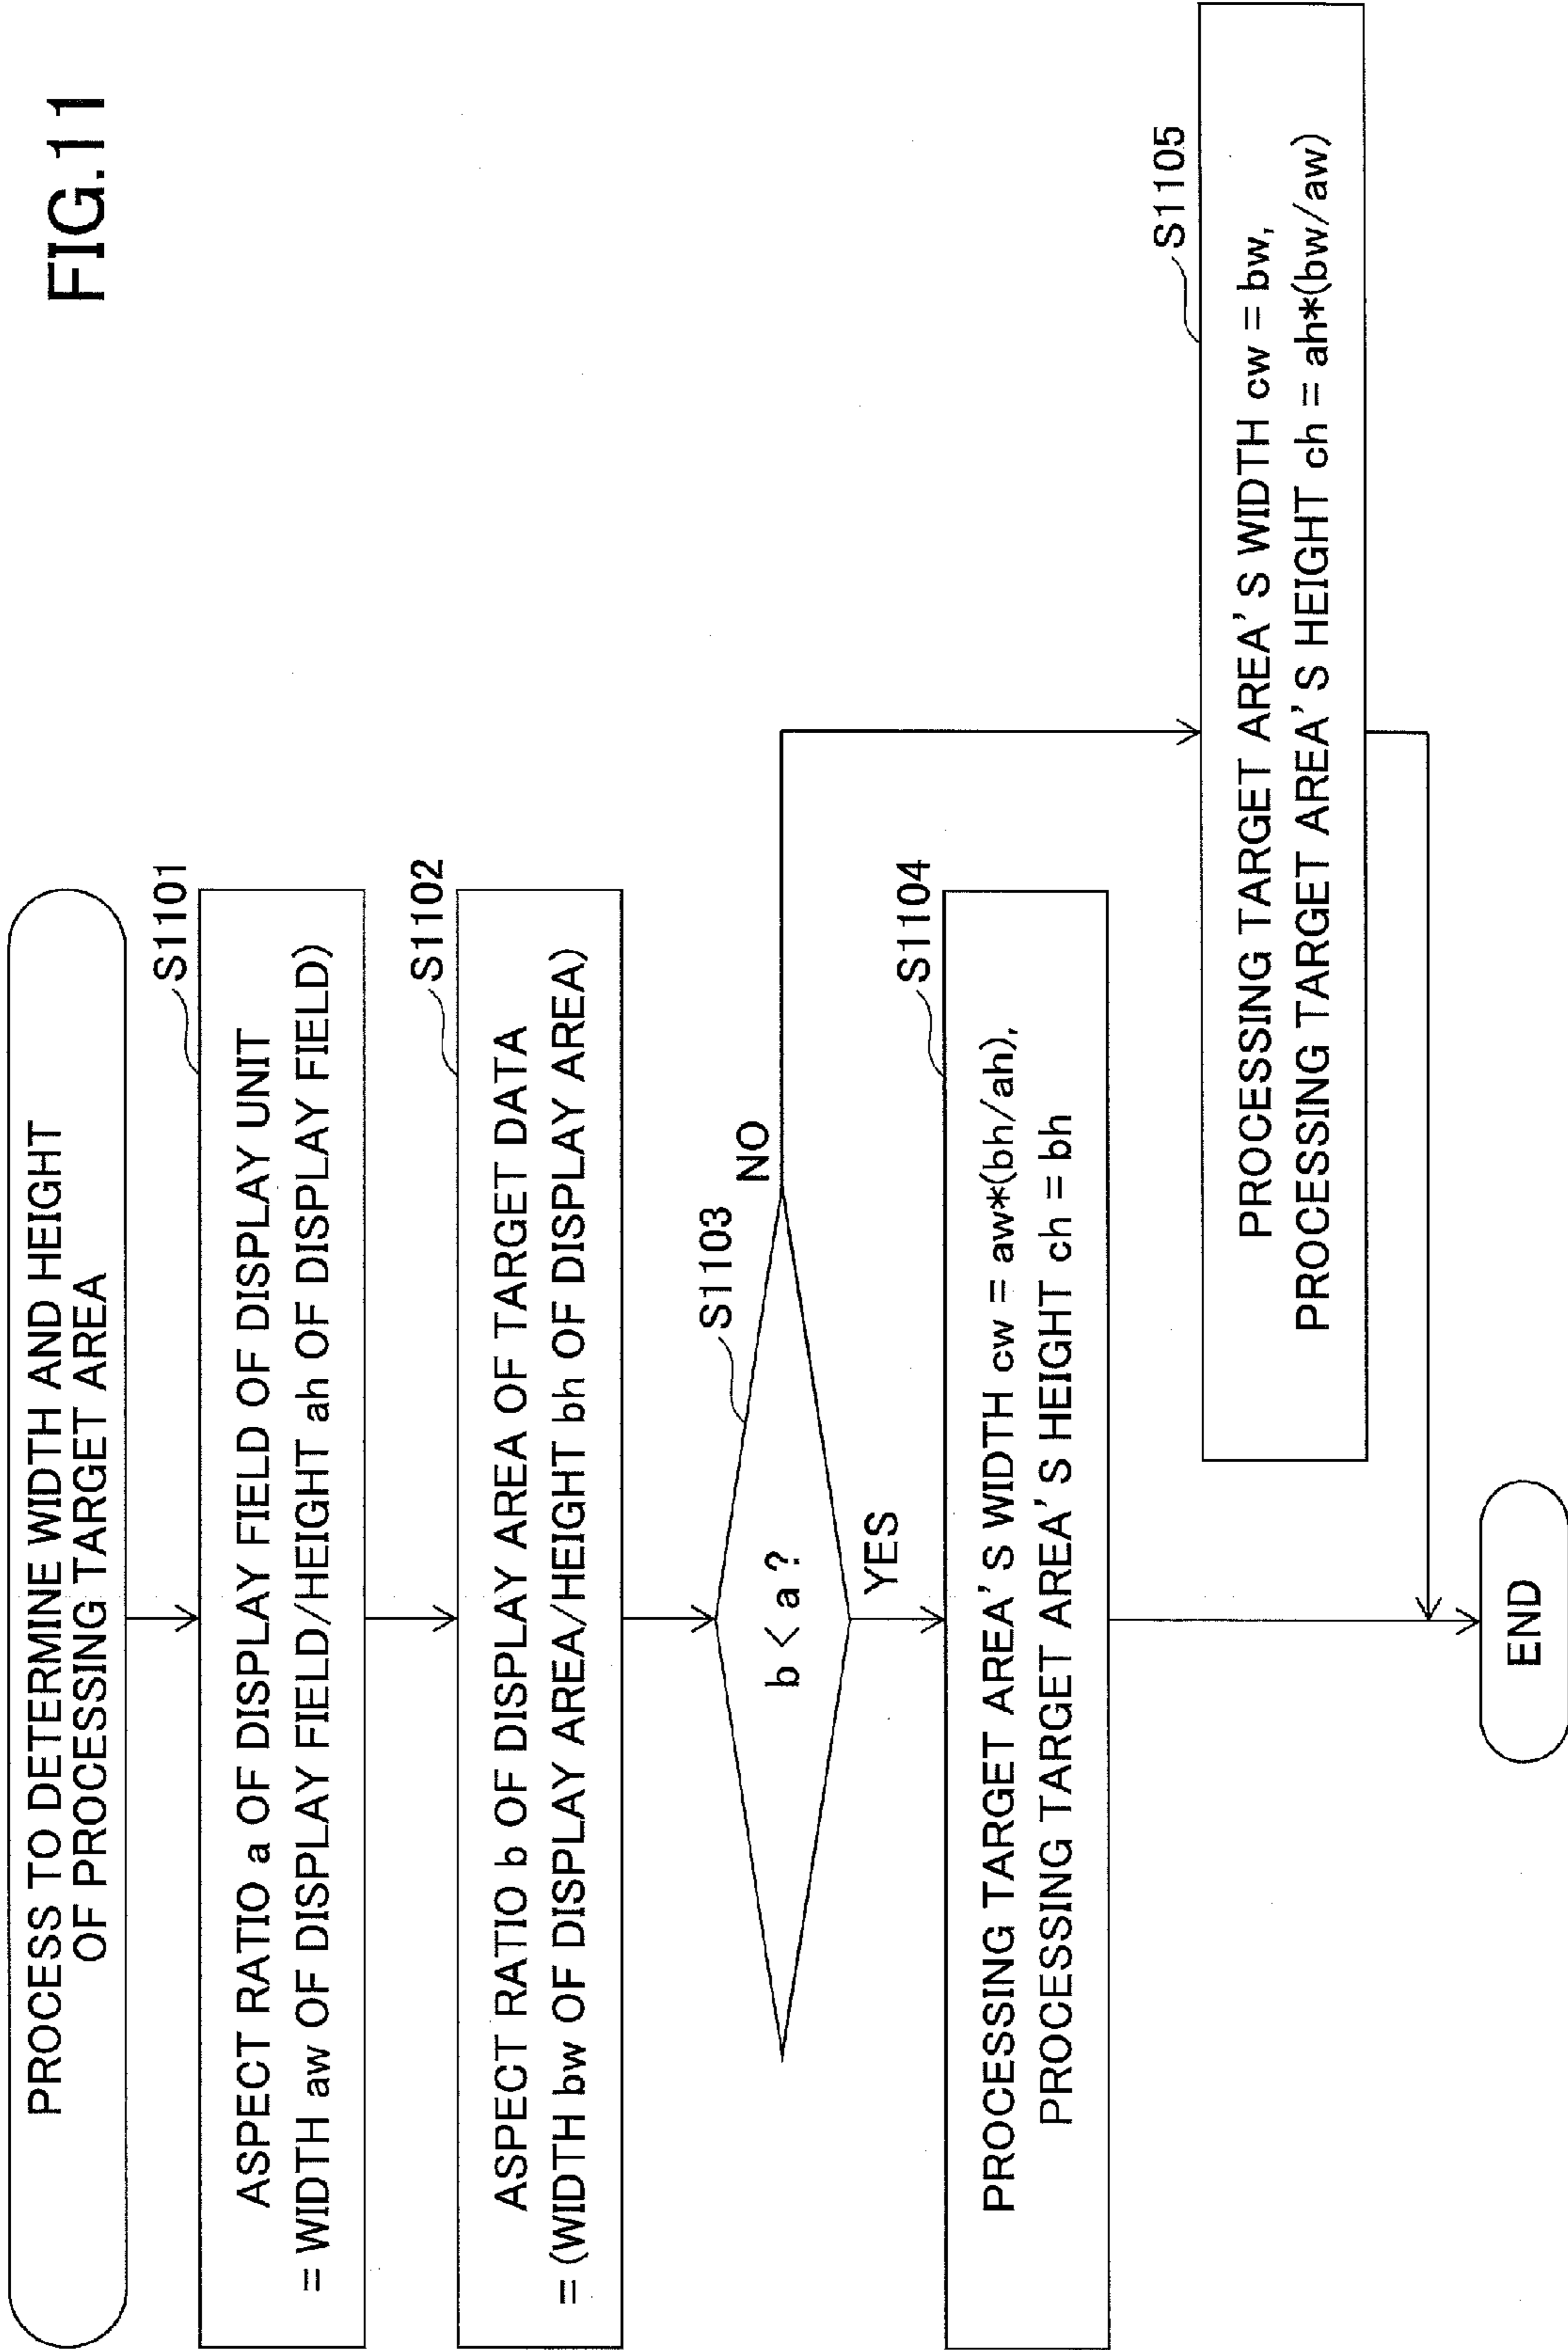 FIG.11
PROCESS TO DETERMINE WIDTH AND HEIGHT
OF PROCESSING TARGET AREA
S1101
ASPECT RATIO a OF DISPLAY FIELD OF DISPLAY UNIT
= WIDTH aw OF DISPLAY FIELD/HEIGHT ah OF DISPLAY FIELD)
S1102
ASPECT RATIO b OF DISPLAY AREA OF TARGET DATA
= (WIDTH bw OF DISPLAY AREA/HEIGHT bh OF DISPLAY AREA)
S1103
b < a ?
NO
YES
S1104
PROCESSING TARGET AREA'S WIDTH cw = aw*(bh/ah),
PROCESSING TARGET AREA'S HEIGHT ch = bh
S1105
PROCESSING TARGET AREA'S WIDTH cw = bw,
PROCESSING TARGET AREA'S HEIGHT ch = ah*(bw/aw)
END